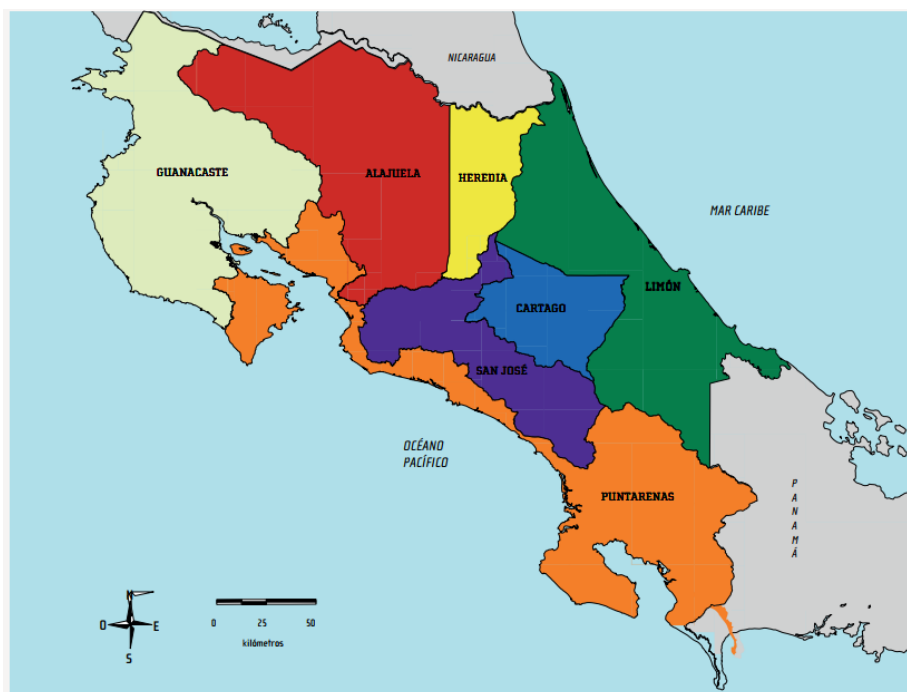 NICARAGUA
GUANACASTE
ALAJUELA
HEREDIA
MAR CARIBE
LIMÓN
CARTAGO
SAN JOSÉ
OCÉANO
PACÍFICO
PUNTARENAS
P
A
N
A
M
Á
N
O
E
S
0
25
50
kilómetros